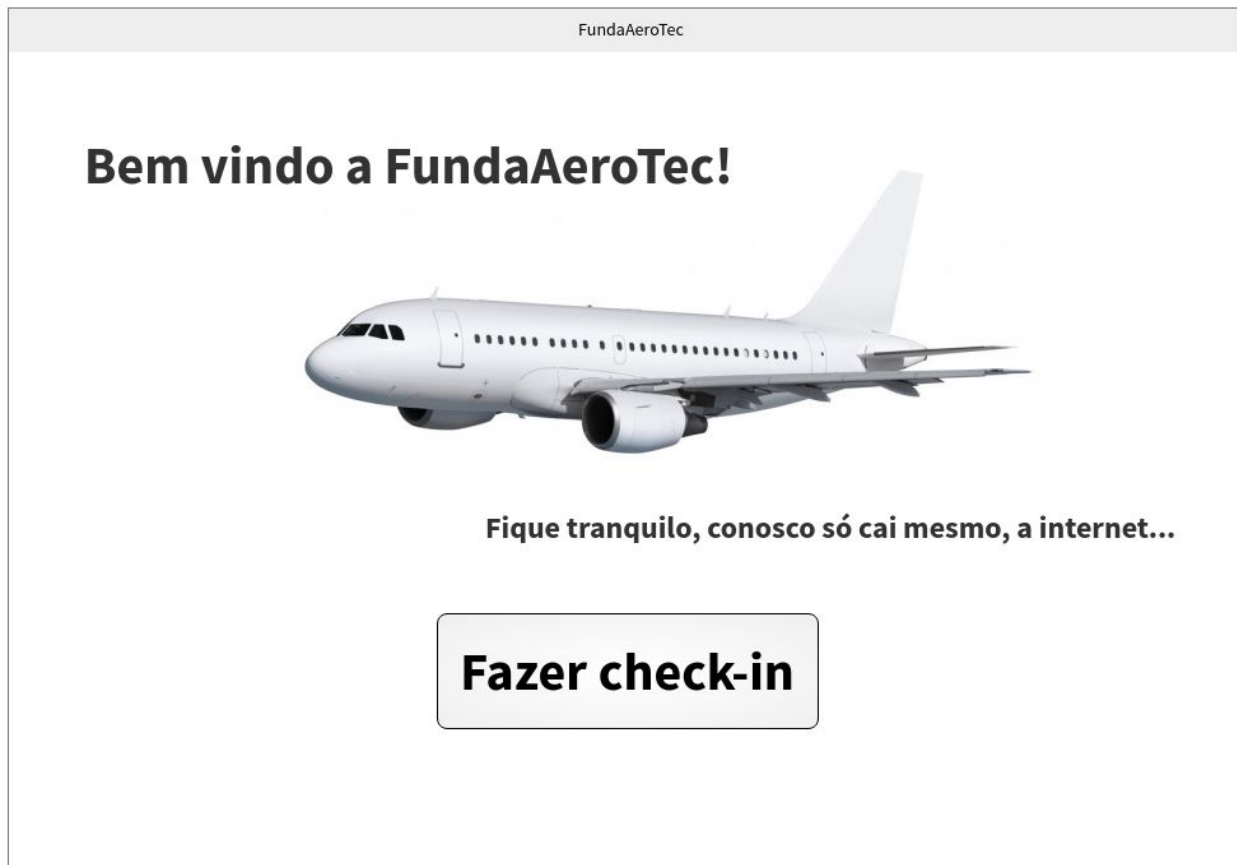 FundaAeroTec
Bem vindo a FundaAeroTec!
Fique tranquilo, conosco só cai mesmo, a internet...
Fazer check-in